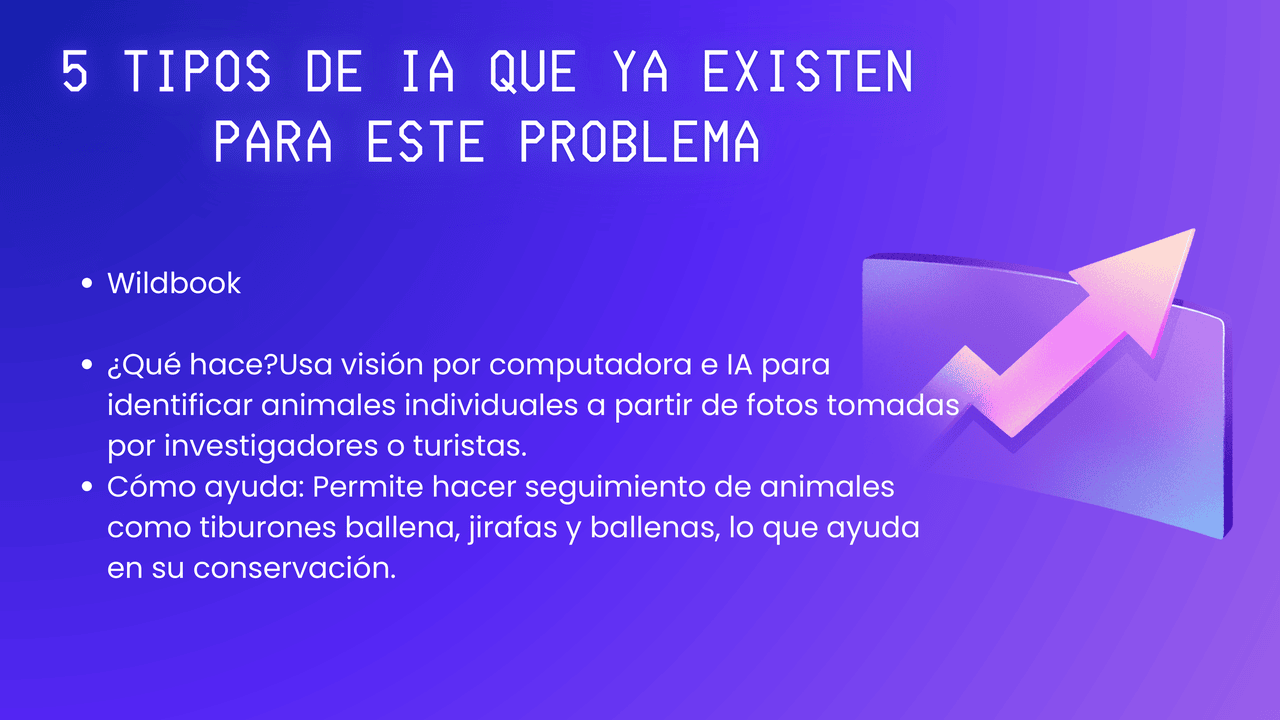 5 TIPOS DE IA QUE YA EXISTEN
PARA ESTE PROBLEMA
• Wildbook
• ¿Qué hace?Usa visión por computadora e IA para
identificar animales individuales a partir de fotos tomadas
por investigadores o turistas.
• Cómo ayuda: Permite hacer seguimiento de animales
como tiburones ballena, jirafas y ballenas, lo que ayuda
en su conservación.